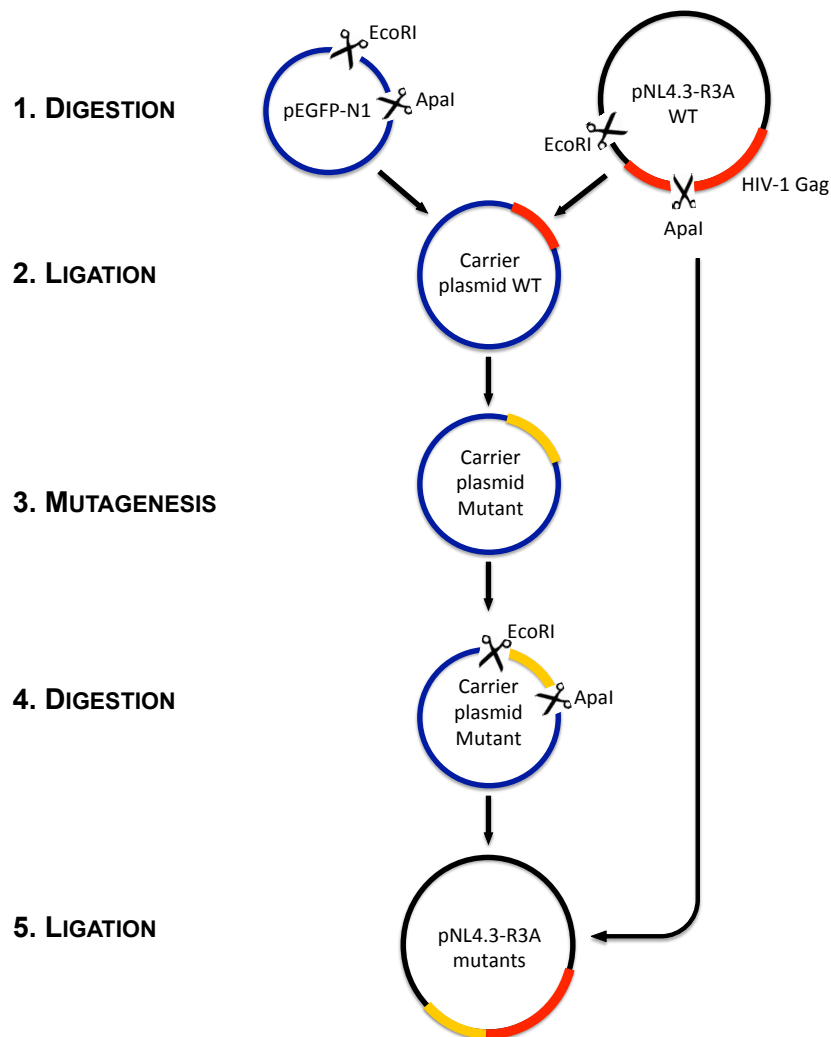 1. DIGESTION
EcoRI
pEGFP-N1
ApaI
pNL4.3-R3A
WT
EcoRI
HIV-1 Gag
ApaI
2. LIGATION
Carrier
plasmid WT
3. MUTAGENESIS
Carrier
plasmid
Mutant
4. DIGESTION
EcoRI
Carrier
plasmid
Mutant
ApaI
5. LIGATION
pNL4.3-R3A
mutants